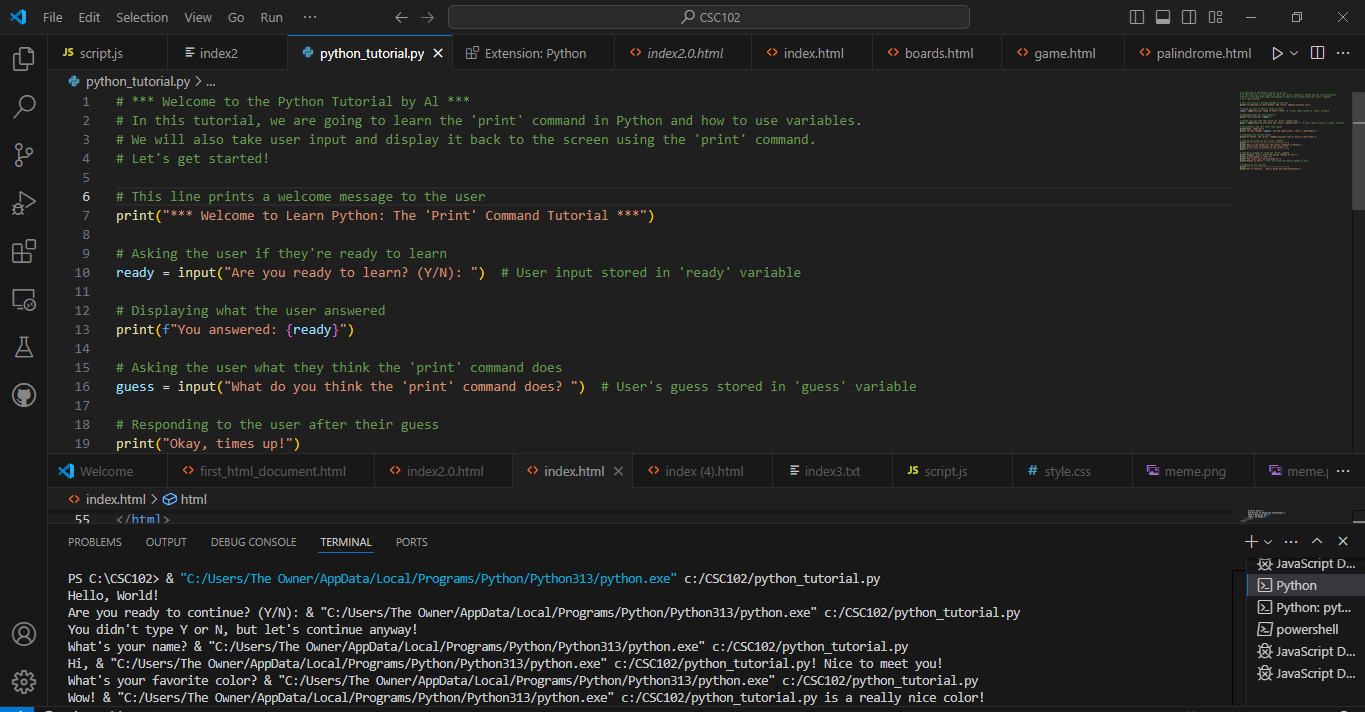 File Edit Selection View Go Run ··· CSC102
script.js index2 python_tutorial.py Extension: Python index2.0.html index.html boards.html game.html palindrome.html
python_tutorial.py > ...
1 # *** Welcome to the Python Tutorial by Al ***
2 # In this tutorial, we are going to learn the 'print' command in Python and how to use variables.
3 # We will also take user input and display it back to the screen using the 'print' command.
4 # Let's get started!
5
6 # This line prints a welcome message to the user
7 print("*** Welcome to Learn Python: The 'Print' Command Tutorial ***")
8
9 # Asking the user if they're ready to learn
10 ready = input("Are you ready to learn? (Y/N): ")  # User input stored in 'ready' variable
11
12 # Displaying what the user answered
13 print(f"You answered: {ready}")
14
15 # Asking the user what they think the 'print' command does
16 guess = input("What do you think the 'print' command does? ")  # User's guess stored in 'guess' variable
17
18 # Responding to the user after their guess
19 print("Okay, times up!")
Welcome first_html_document.html index2.0.html index.html index (4).html index3.txt script.js style.css meme.png meme.p ···
index.html > html
55 </html>
PROBLEMS OUTPUT DEBUG CONSOLE TERMINAL PORTS
PS C:\CSC102> & "C:/Users/The Owner/AppData/Local/Programs/Python/Python313/python.exe" c:/CSC102/python_tutorial.py
Hello, World!
Are you ready to continue? (Y/N): & "C:/Users/The Owner/AppData/Local/Programs/Python/Python313/python.exe" c:/CSC102/python_tutorial.py
You didn't type Y or N, but let's continue anyway!
What's your name? & "C:/Users/The Owner/AppData/Local/Programs/Python/Python313/python.exe" c:/CSC102/python_tutorial.py
Hi, & "C:/Users/The Owner/AppData/Local/Programs/Python/Python313/python.exe" c:/CSC102/python_tutorial.py! Nice to meet you!
What's your favorite color? & "C:/Users/The Owner/AppData/Local/Programs/Python/Python313/python.exe" c:/CSC102/python_tutorial.py
Wow! & "C:/Users/The Owner/AppData/Local/Programs/Python/Python313/python.exe" c:/CSC102/python_tutorial.py is a really nice color!
JavaScript D...
Python
Python: pyt...
powershell
JavaScript D...
JavaScript D...